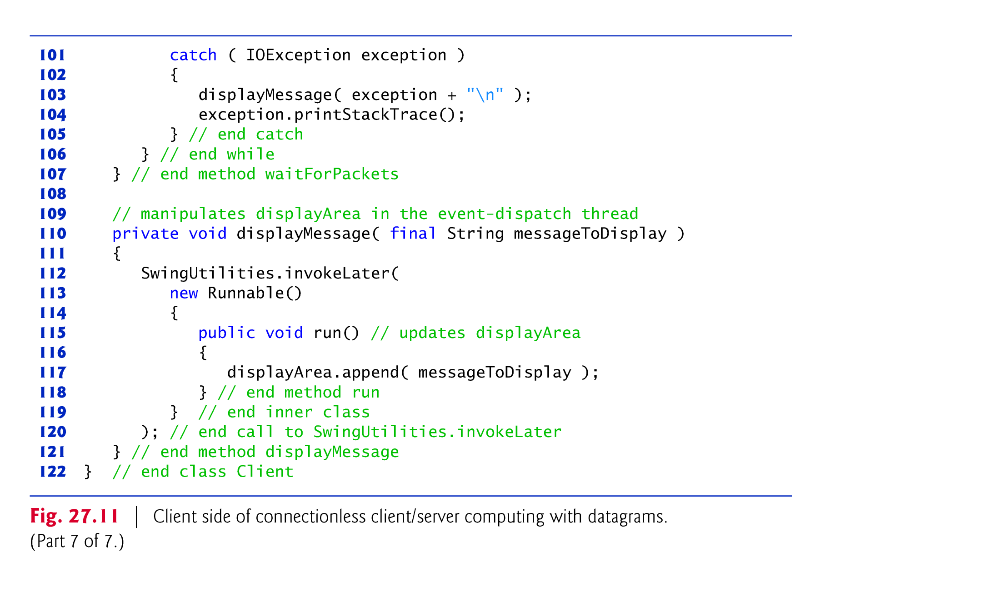 101           catch ( IOException exception )
102           {
103              displayMessage( exception + "\n" );
104              exception.printStackTrace();
105           } // end catch
106        } // end while
107     } // end method waitForPackets
108
109     // manipulates displayArea in the event-dispatch thread
110     private void displayMessage( final String messageToDisplay )
111     {
112        SwingUtilities.invokeLater(
113           new Runnable()
114           {
115              public void run() // updates displayArea
116              {
117                 displayArea.append( messageToDisplay );
118              } // end method run
119           }  // end inner class
120        ); // end call to SwingUtilities.invokeLater
121     } // end method displayMessage
122  }  // end class Client
Fig. 27.11 | Client side of connectionless client/server computing with datagrams.
(Part 7 of 7.)